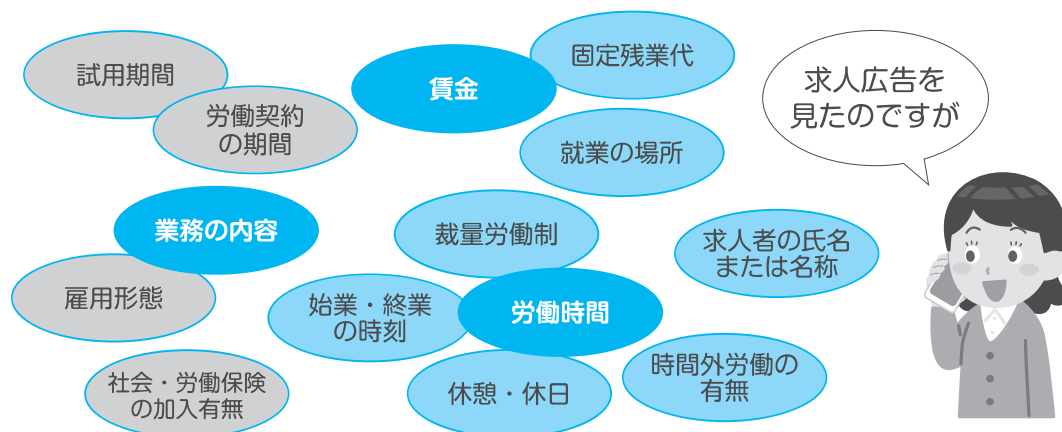 試用期間
労働契約
の期間
賃金
固定残業代
就業の場所
求人広告を
見たのですが
業務の内容
裁量労働制
求人者の氏名
または名称
雇用形態
始業・終業
の時刻
労働時間
社会・労働保険
の加入有無
休憩・休日
時間外労働の
有無